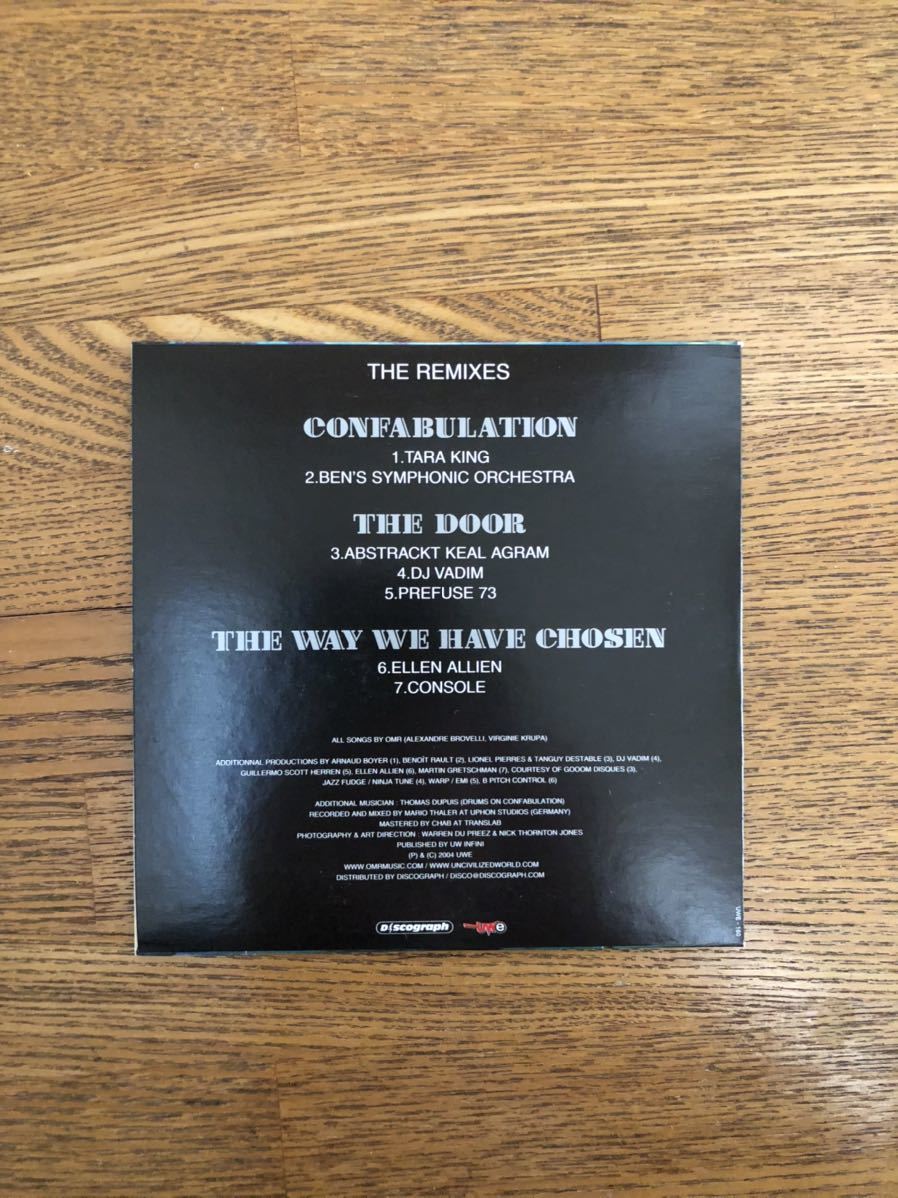 THE REMIXES
CONFABULATION
1.TARA KING
2.BEN'S SYMPHONIC ORCHESTRA
THE DOOR
3.ABSTRACKT KEAL AGRAM
4.DJ VADIM
5.PREFUSE 73
THE WAY WE HAVE CHOSEN
6.ELLEN ALLIEN
7.CONSOLE
ALL SONGS BY OMR (ALEXANDRE BROVELLI, VIRGINIE KRUPA)
ADDITIONNAL PRODUCTIONS BY ARNAUD BOYER (1), BENOÎT RAULT (2), LIONEL PIERRES & TANGUY DESTABLE (3), DJ VADIM (4),
GUILLERMO SCOTT HERREN (5), ELLEN ALLIEN (6), MARTIN GRETSCHMAN (7), COURTESY OF GOOOM DISQUES (3),
JAZZ FUDGE / NINJA TUNE (4), WARP / EMI (5), B PITCH CONTROL (6)
ADDITIONAL MUSICIAN : THOMAS DUPUIS (DRUMS ON CONFABULATION)
RECORDED AND MIXED BY MARIO THALER AT UPHON STUDIOS (GERMANY)
MASTERED BY CHAB AT TRANSLAB
PHOTOGRAPHY & ART DIRECTION : WARREN DU PREEZ & NICK THORNTON JONES
PUBLISHED BY UW INFINI
(P) & (C) 2004 UWE
WWW.OMRMUSIC.COM / WWW.UNCIVILIZEDWORLD.COM
DISTRIBUTED BY DISCOGRAPH / DISCO@DISCOGRAPH.COM
Discograph
UWe
UWE - 160